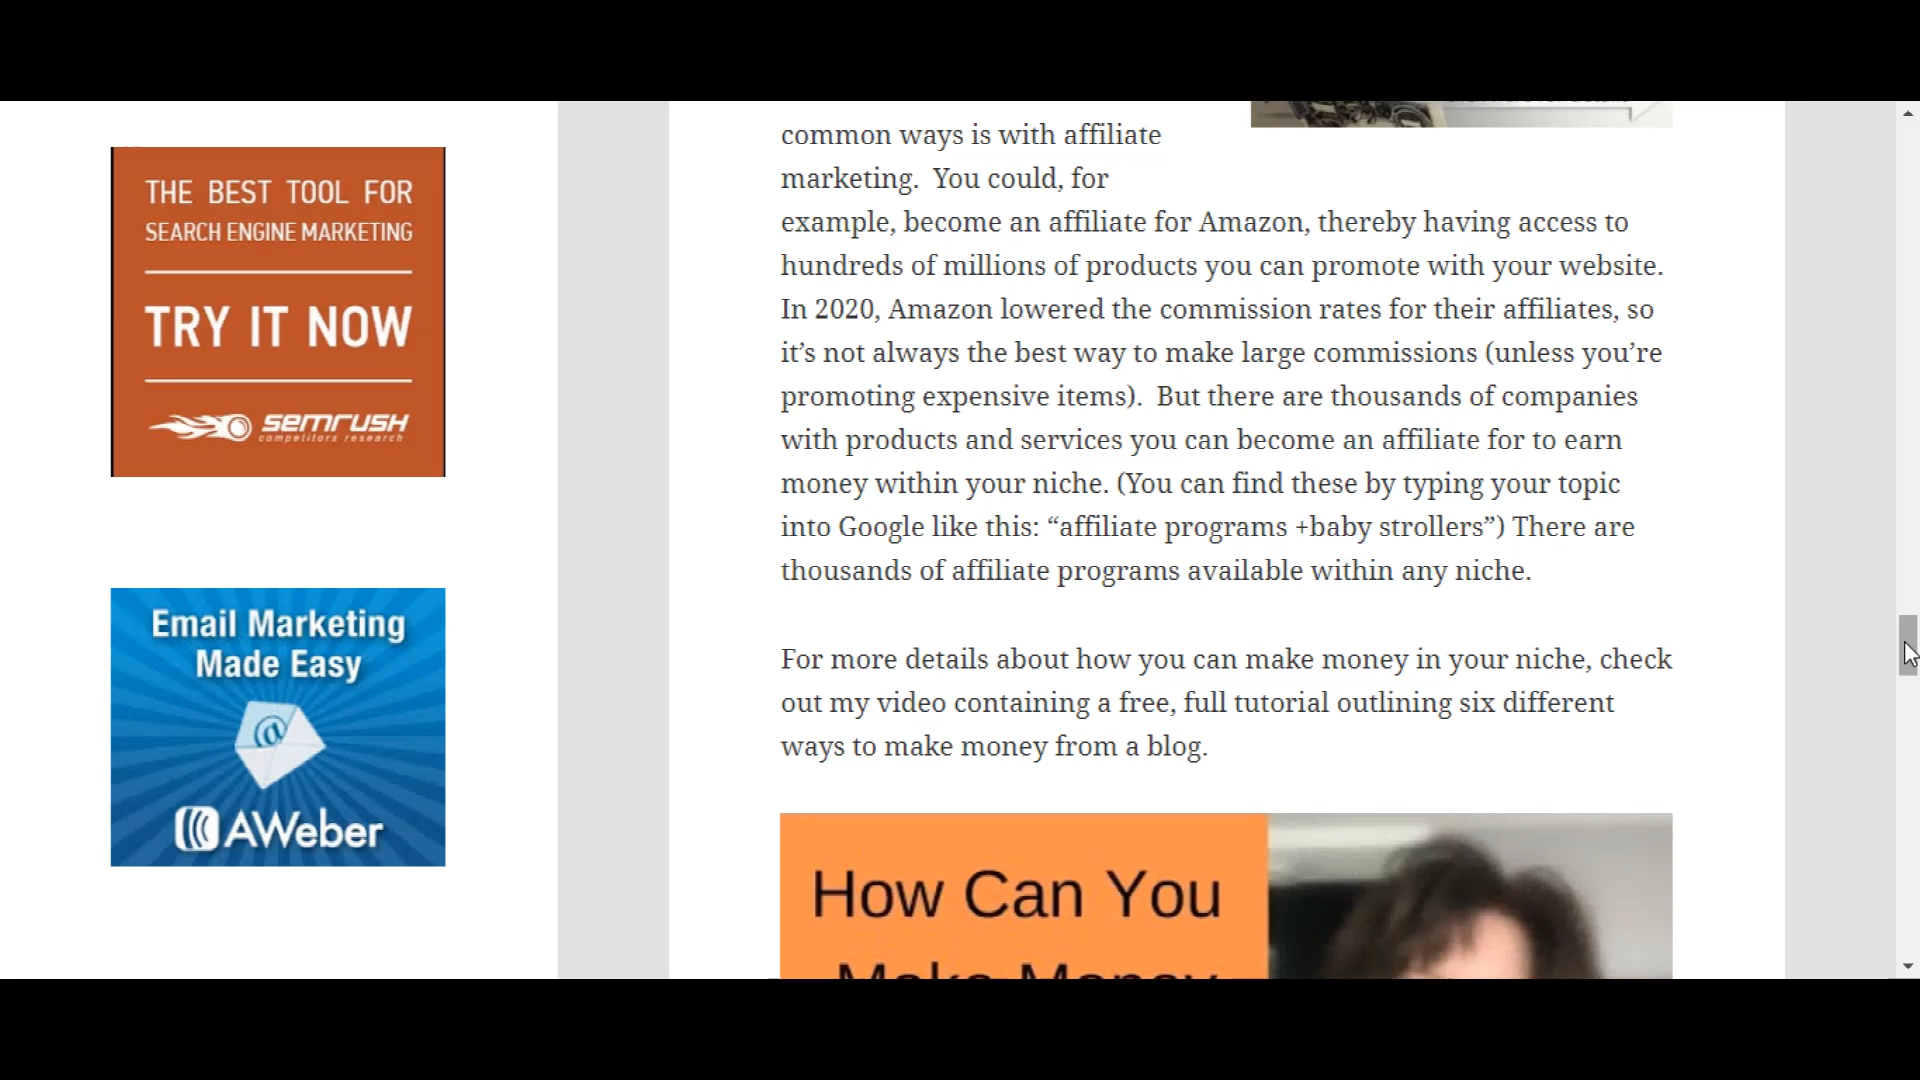 THE BEST TOOL FOR
SEARCH ENGINE MARKETING
TRY IT NOW
semrush
competitors research
Email Marketing
Made Easy
@
AWeber
common ways is with affiliate
marketing.  You could, for
example, become an affiliate for Amazon, thereby having access to
hundreds of millions of products you can promote with your website.
In 2020, Amazon lowered the commission rates for their affiliates, so
it’s not always the best way to make large commissions (unless you’re
promoting expensive items).  But there are thousands of companies
with products and services you can become an affiliate for to earn
money within your niche. (You can find these by typing your topic
into Google like this: “affiliate programs +baby strollers”) There are
thousands of affiliate programs available within any niche.
For more details about how you can make money in your niche, check
out my video containing a free, full tutorial outlining six different
ways to make money from a blog.
How Can You
Make Money